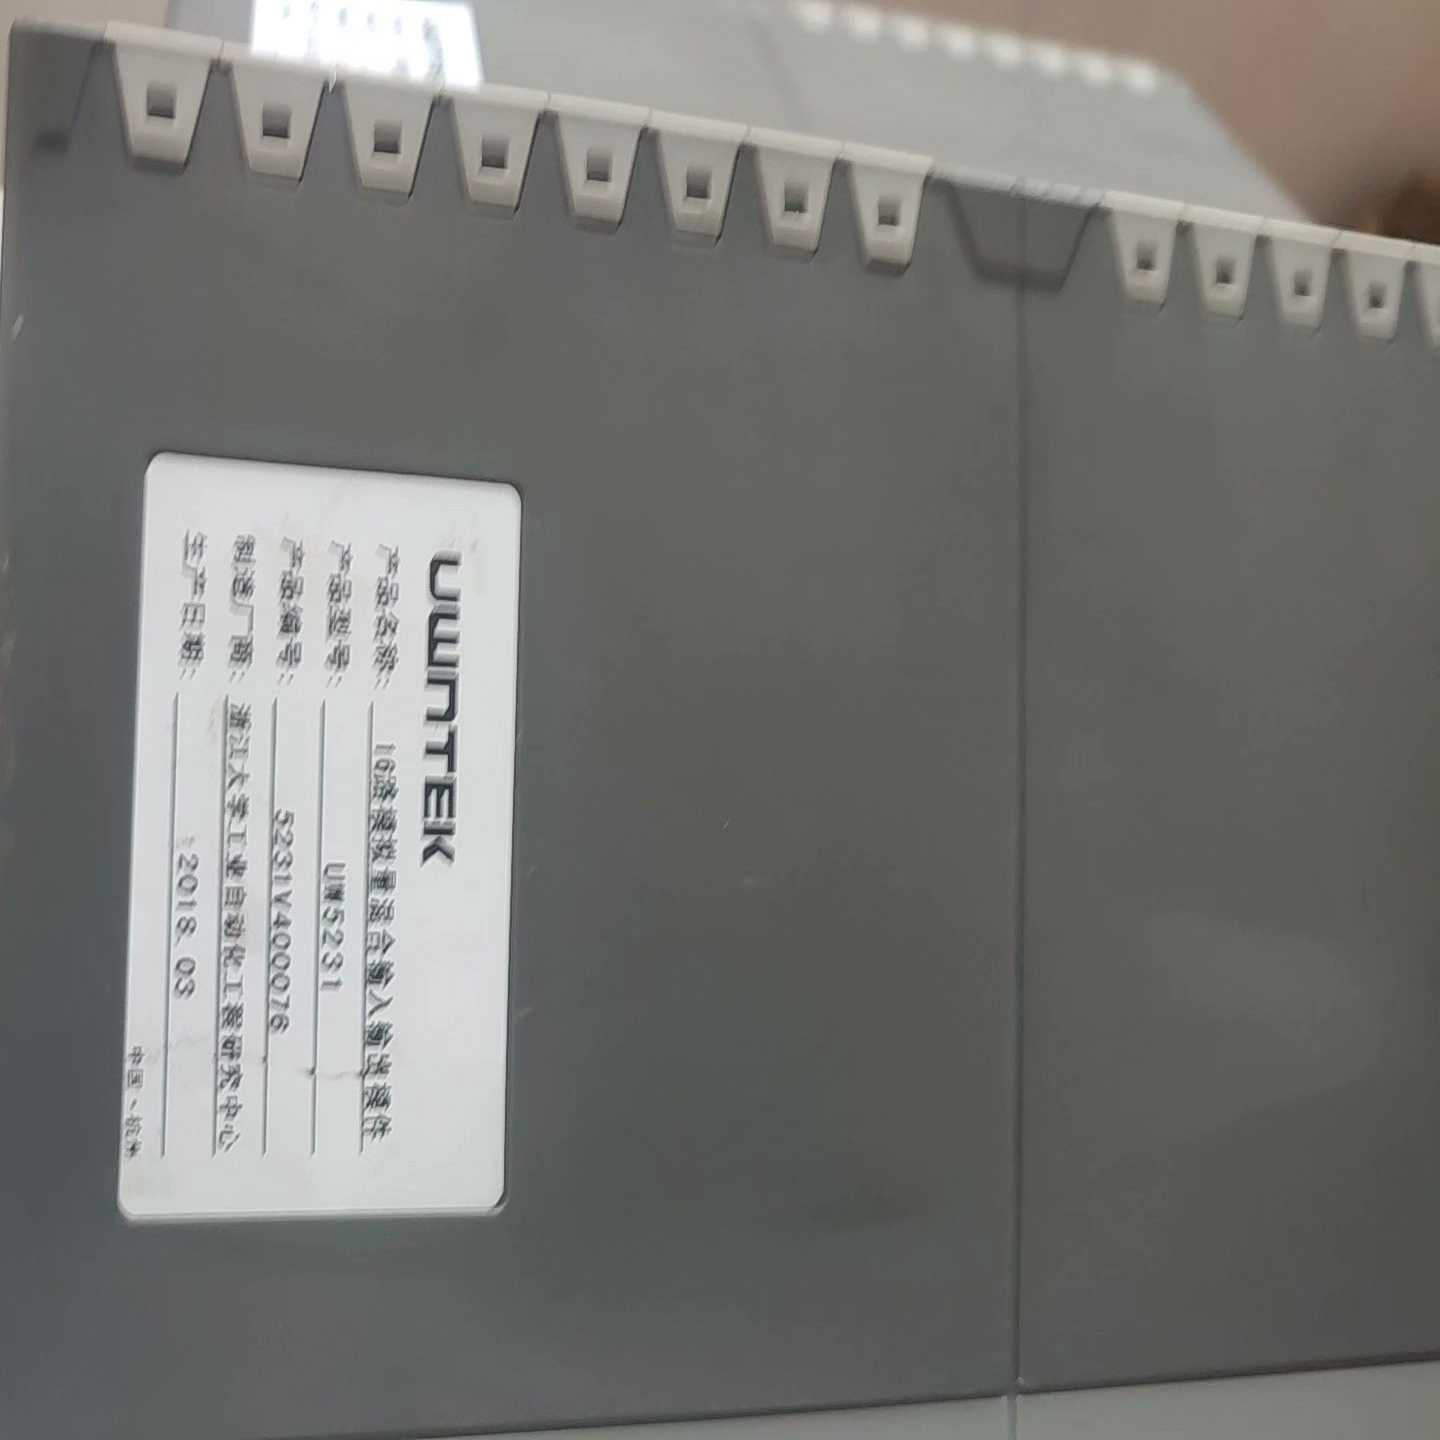 UWNTEK
产品名称: 16路模拟量混合输入输出模件
产品型号: UW5231
产品编号: 5231V4000076
制造厂商: 浙江大学工业自动化工程研究中心
生产日期: 2018.03
中国、杭州